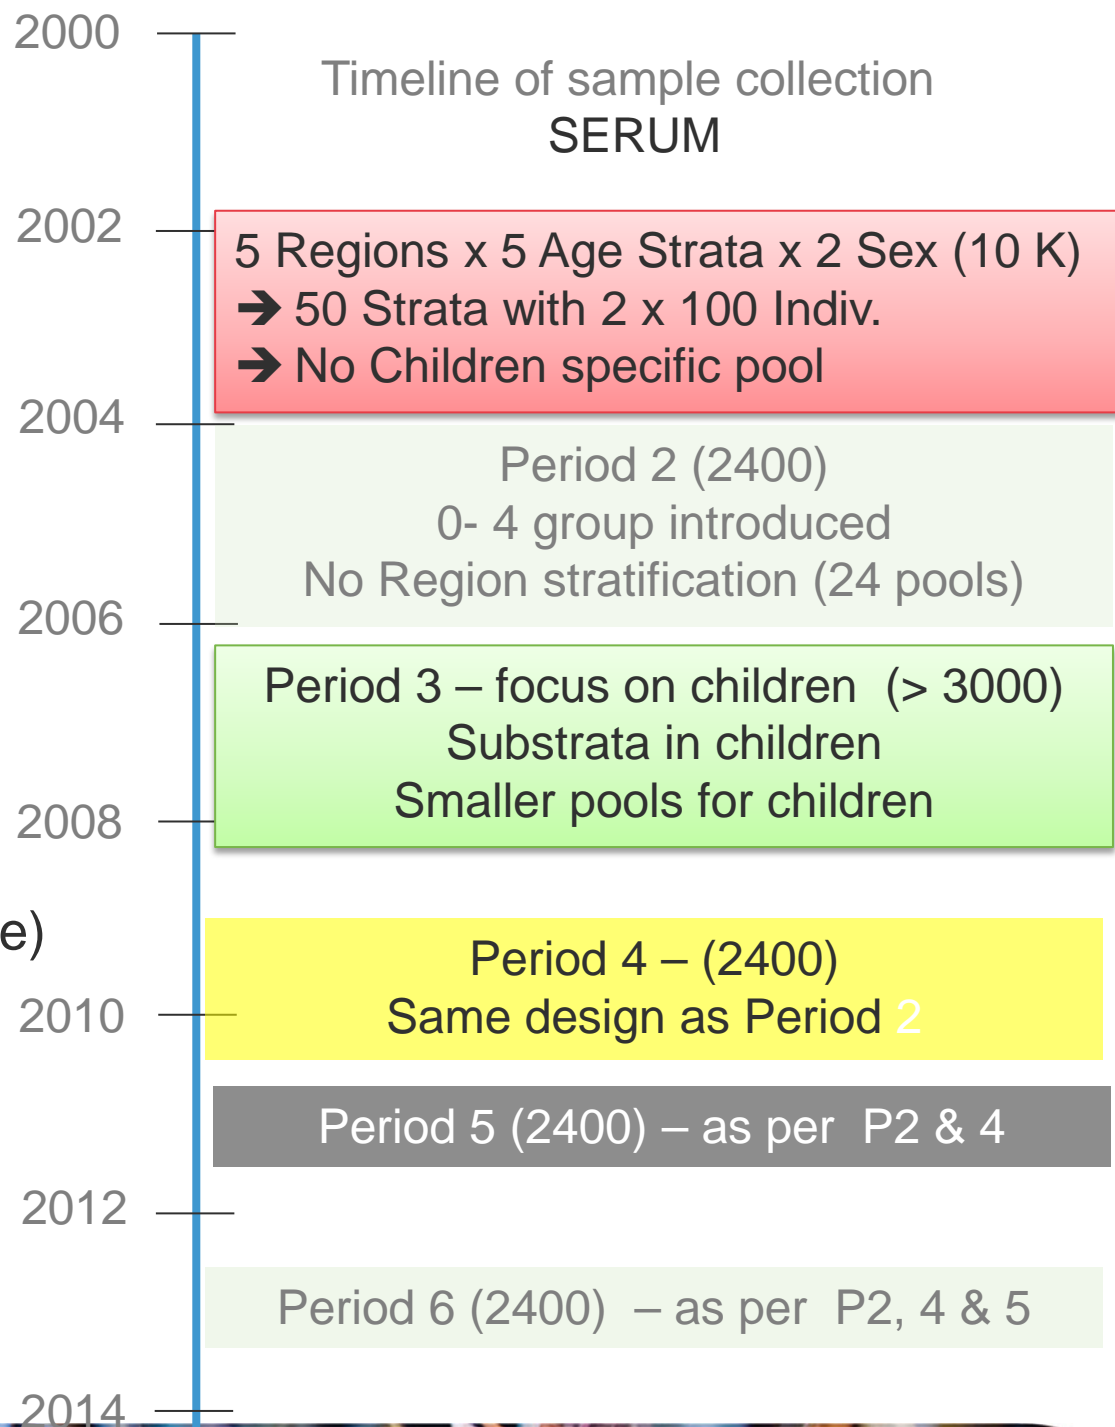 2000
Timeline of sample collection
SERUM
2002
5 Regions x 5 Age Strata x 2 Sex (10 K)
➔ 50 Strata with 2 x 100 Indiv.
➔ No Children specific pool
2004
Period 2 (2400)
0- 4 group introduced
No Region stratification (24 pools)
2006
Period 3 – focus on children (> 3000)
Substrata in children
Smaller pools for children
2008
e)
Period 4 – (2400)
2010
Same design as Period 2
Period 5 (2400) – as per P2 & 4
2012
Period 6 (2400) – as per P2, 4 & 5
2014